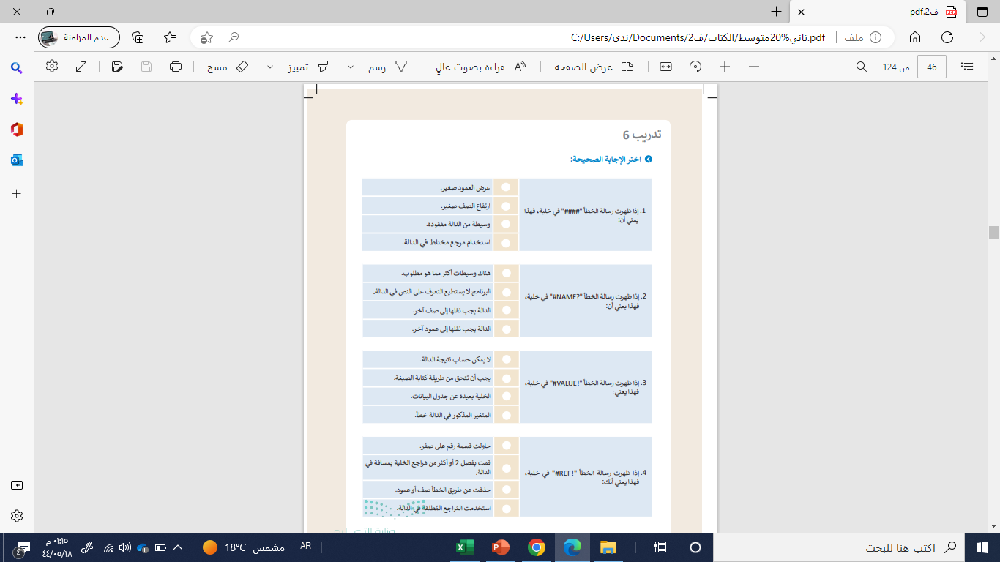 ف2.pdf
عدم المزامنة
ملف
C:/Users/ندى/Documents/ثاني%20متوسط/الكتاب/ف2.pdf
مسح
تمييز
رسم
قراءة بصوت عالٍ
عرض الصفحة
46
من 124
تدريب 6
اختر الإجابة الصحيحة:
1. إذا ظهرت رسالة الخطأ "####" في خلية، فهذا
يعني أن:
عرض العمود صغير.
ارتفاع الصف صغير.
وسيطة من الدالة مفقودة.
استخدام مرجع مختلط في الدالة.
2. إذا ظهرت رسالة الخطأ "#NAME?" في خلية،
فهذا يعني أن:
هناك وسيطات أكثر مما هو مطلوب.
البرنامج لا يستطيع التعرف على النص في الدالة.
الدالة يجب نقلها إلى صف آخر.
الدالة يجب نقلها إلى عمود آخر.
3. إذا ظهرت رسالة الخطأ "#VALUE!" في خلية،
فهذا يعني:
لا يمكن حساب نتيجة الدالة.
يجب أن تتحق من طريقة كتابة الصيغة.
الخلية بعيدة عن جدول البيانات.
المتغير المذكور في الدالة خطأ.
4. إذا ظهرت رسالة الخطأ "#REF!" في خلية،
فهذا يعني أنك:
حاولت قسمة رقم على صفر.
قمت بفصل 2 أو أكثر من مَراجع الخلية بمسافة في
الدالة.
حذفت عن طريق الخطأ صف أو عمود.
استخدمت المَراجع المُطلقة في الدالة.
اكتب هنا للبحث
AR
18°C مشمس
٠١:١٥ م
٤٤/٠٥/١٨
٤